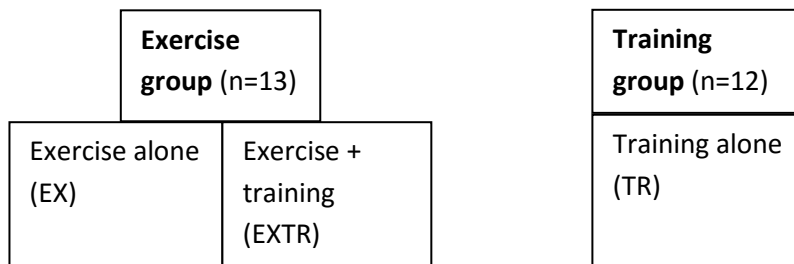 Exercise
group (n=13)
Training
group (n=12)
Exercise alone
(EX)
Exercise +
training
(EXTR)
Training alone
(TR)